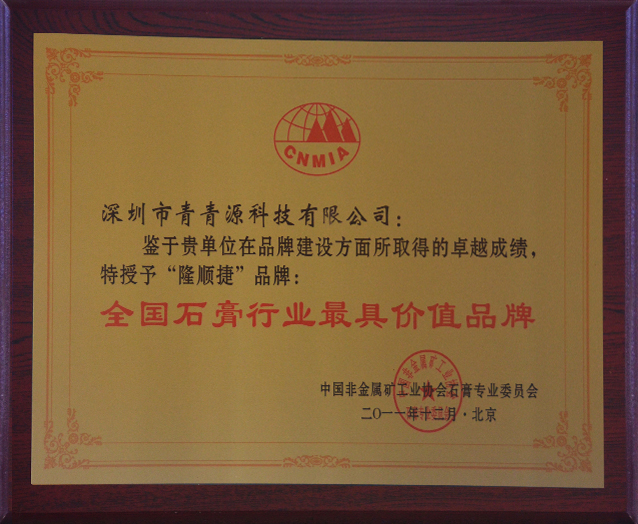 CNMIA
深圳市青青源科技有限公司：
鉴于贵单位在品牌建设方面所取得的卓越成绩，
特授予“隆顺捷”品牌：
全国石膏行业最具价值品牌
中国非金属矿工业协会石膏专业委员会
二〇一一年十二月·北京